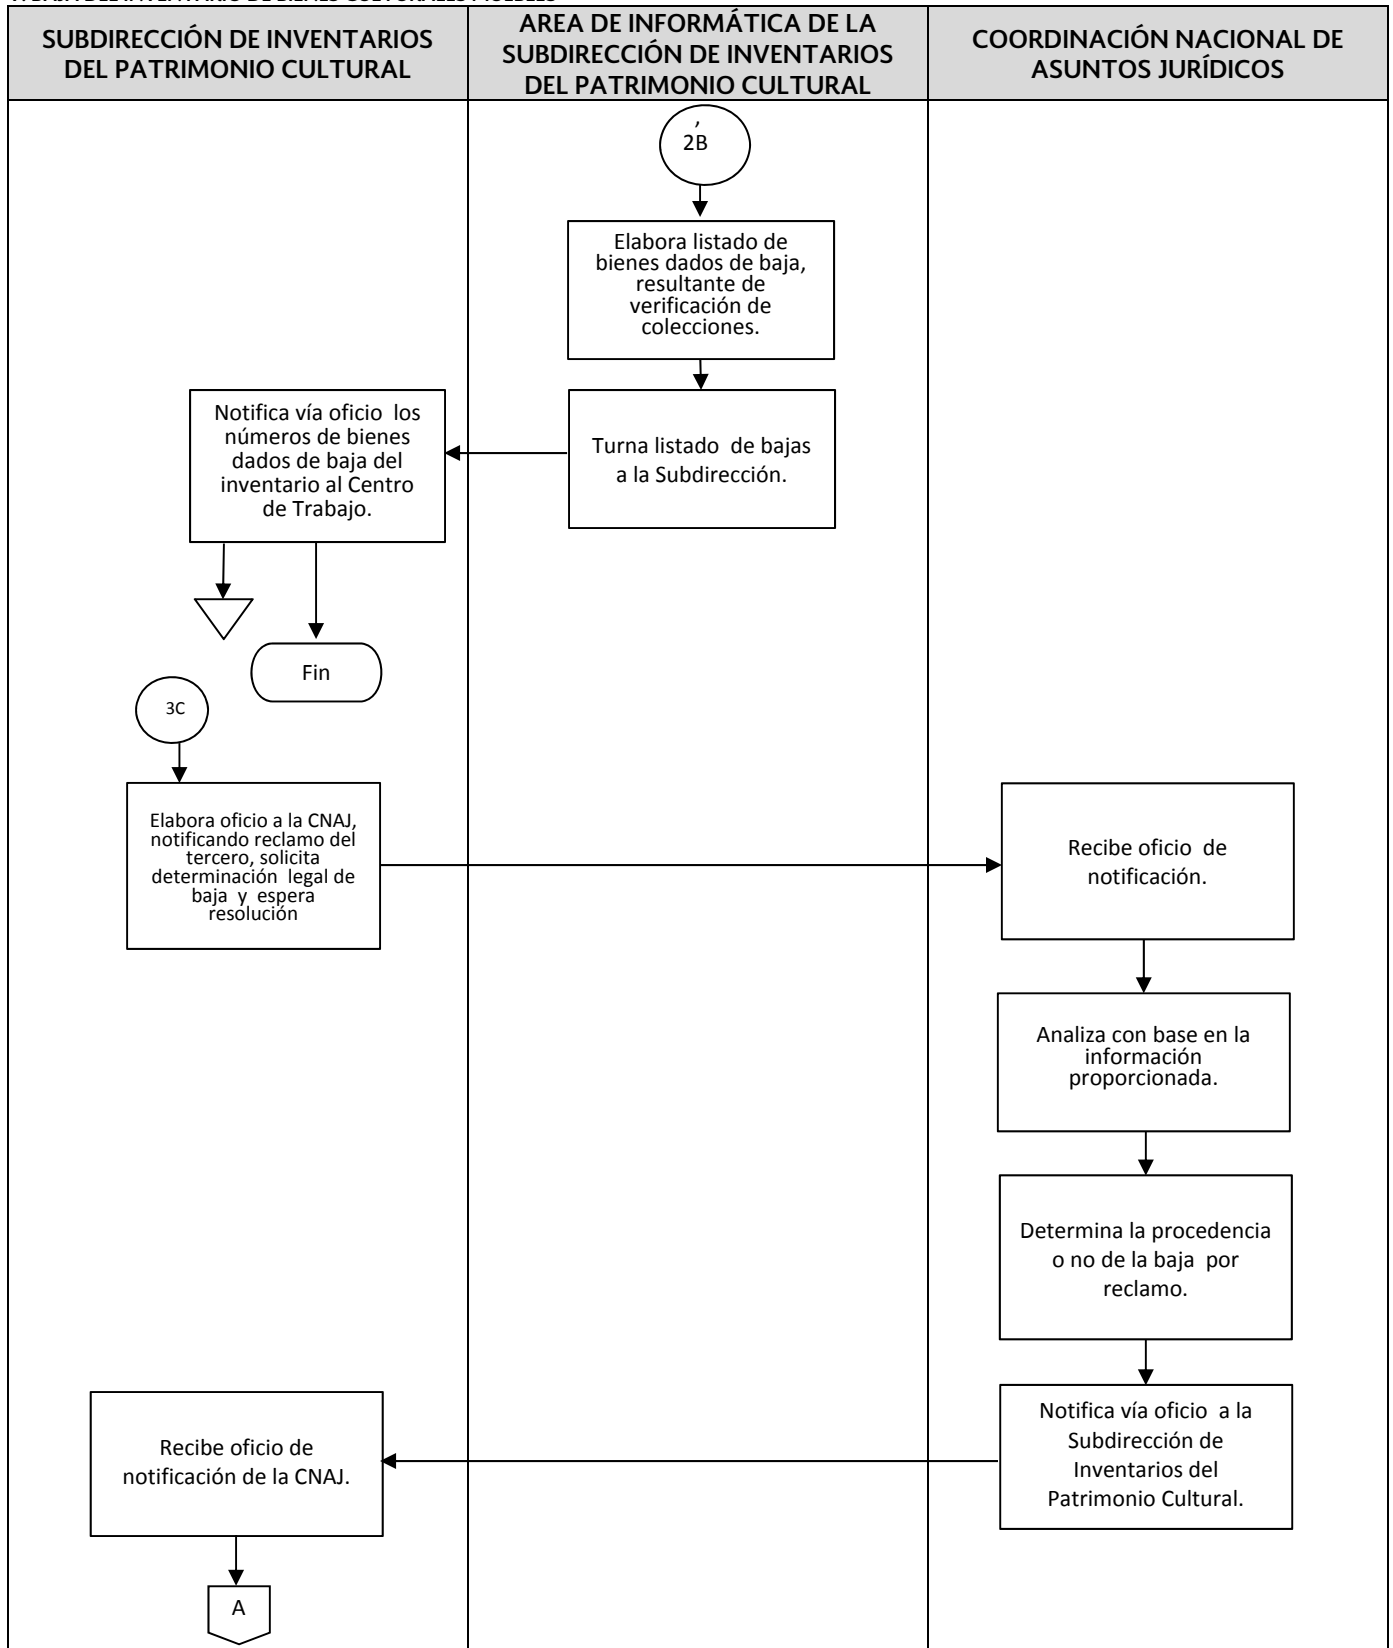 SUBDIRECCIÓN DE INVENTARIOS
DEL PATRIMONIO CULTURAL
AREA DE INFORMÁTICA DE LA
SUBDIRECCIÓN DE INVENTARIOS
DEL PATRIMONIO CULTURAL
COORDINACIÓN NACIONAL DE
ASUNTOS JURÍDICOS
,
2B
Elabora listado de
bienes dados de baja,
resultante de
verificación de
colecciones.
Turna listado de bajas
a la Subdirección.
Notifica vía oficio los
números de bienes
dados de baja del
inventario al Centro
de Trabajo.
Fin
3C
Elabora oficio a la CNAJ,
notificando reclamo del
tercero, solicita
determinación legal de
baja y espera
resolución
Recibe oficio de
notificación.
Analiza con base en la
información
proporcionada.
Determina la procedencia
o no de la baja por
reclamo.
Notifica vía oficio a la
Subdirección de
Inventarios del
Patrimonio Cultural.
Recibe oficio de
notificación de la CNAJ.
A